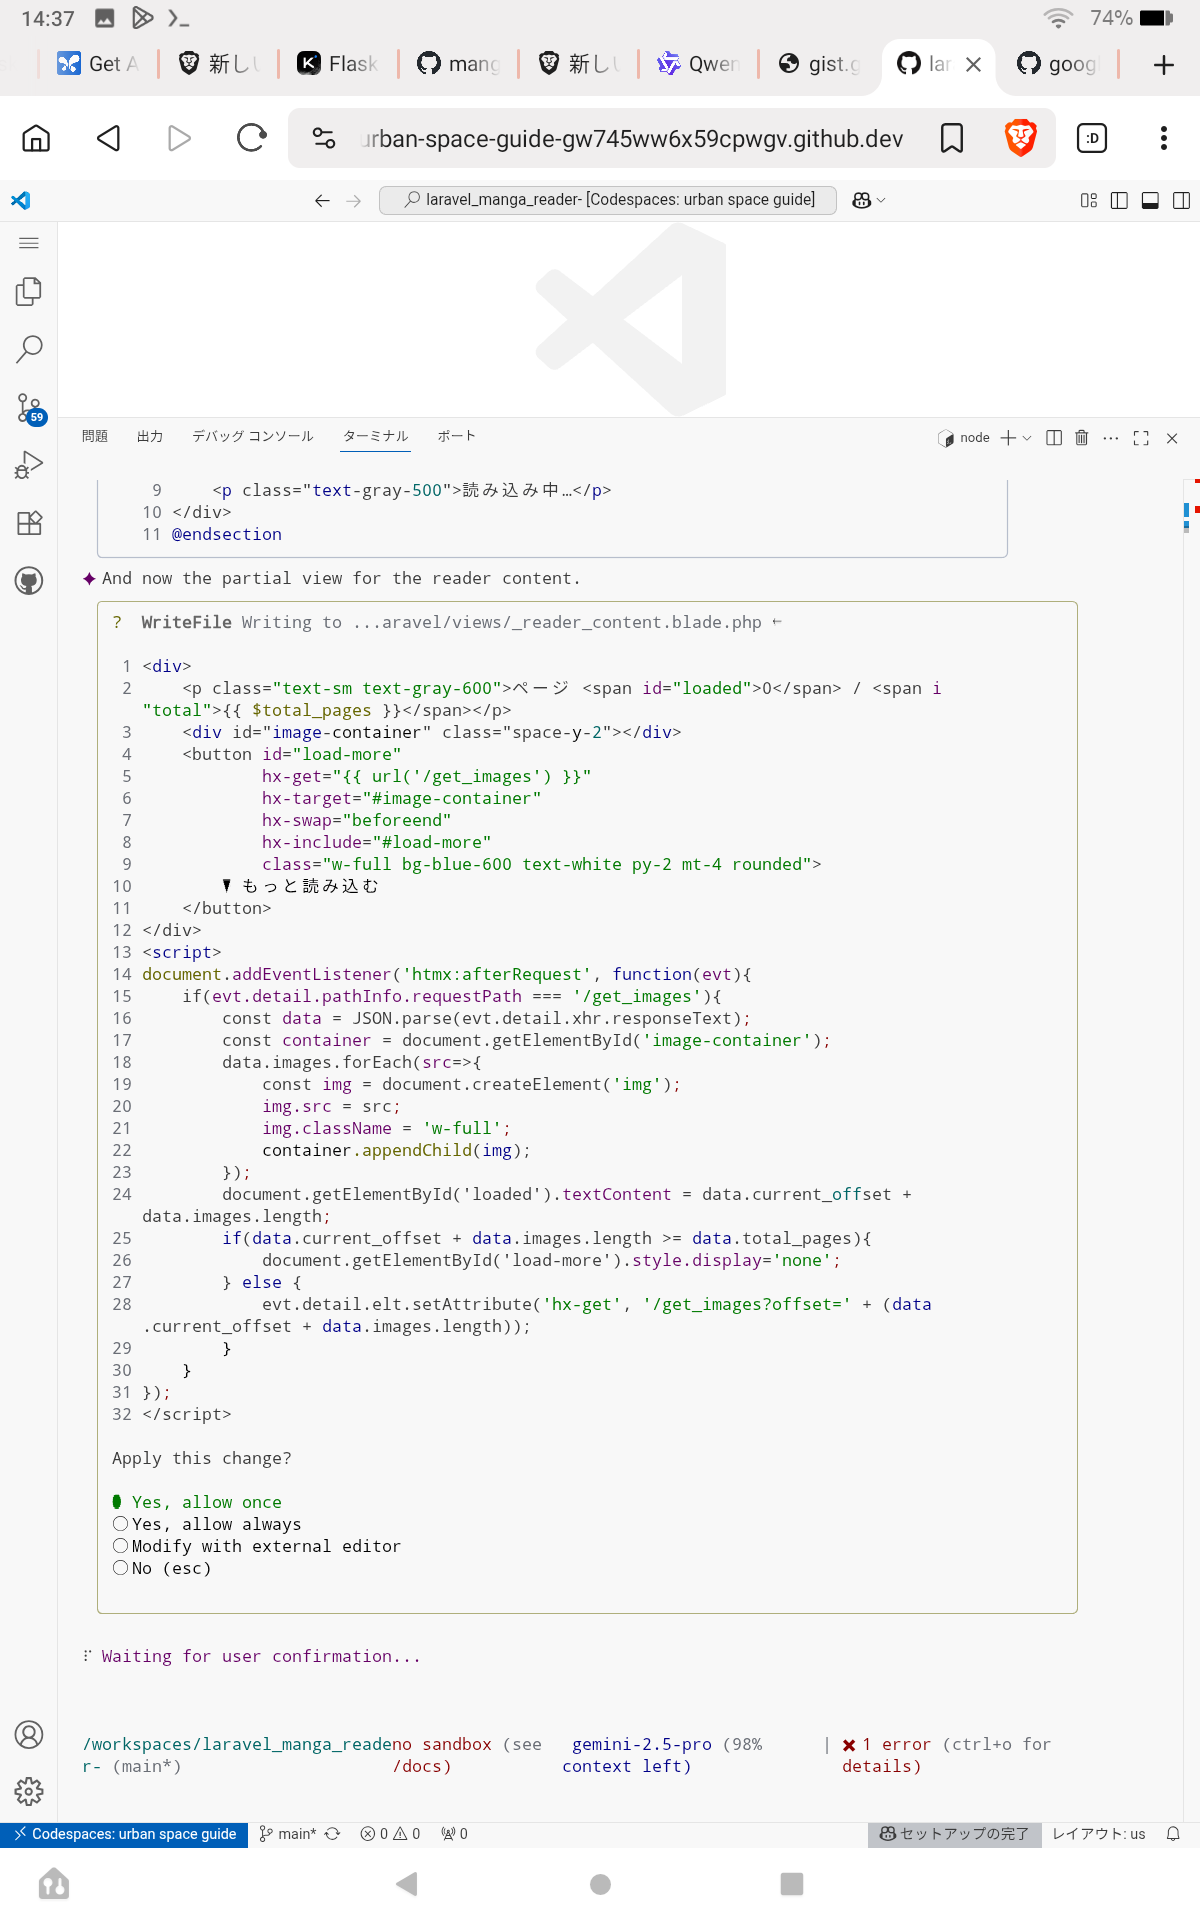 14:37
74%
Get A
新し
Flask
mang
新し
Qwen
gist.g
lar
goog
urban-space-guide-gw745ww6x59cpwgv.github.dev
:D
laravel_manga_reader- [Codespaces: urban space guide]
59
問題 出力 デバッグ コンソール ターミナル ポート
node
9 <p class="text-gray-500">読み込み中…</p>
10 </div>
11 @endsection
✦ And now the partial view for the reader content.
? WriteFile Writing to ...aravel/views/_reader_content.blade.php ←
1 <div>
2 <p class="text-sm text-gray-600">ページ <span id="loaded">0</span> / <span i
"total">{{ $total_pages }}</span></p>
3 <div id="image-container" class="space-y-2"></div>
4 <button id="load-more"
5 hx-get="{{ url('/get_images') }}"
6 hx-target="#image-container"
7 hx-swap="beforeend"
8 hx-include="#load-more"
9 class="w-full bg-blue-600 text-white py-2 mt-4 rounded">
10 ▼ もっと読み込む
11 </button>
12 </div>
13 <script>
14 document.addEventListener('htmx:afterRequest', function(evt){
15 if(evt.detail.pathInfo.requestPath === '/get_images'){
16 const data = JSON.parse(evt.detail.xhr.responseText);
17 const container = document.getElementById('image-container');
18 data.images.forEach(src=>{
19 const img = document.createElement('img');
20 img.src = src;
21 img.className = 'w-full';
22 container.appendChild(img);
23 });
24 document.getElementById('loaded').textContent = data.current_offset +
data.images.length;
25 if(data.current_offset + data.images.length >= data.total_pages){
26 document.getElementById('load-more').style.display='none';
27 } else {
28 evt.detail.elt.setAttribute('hx-get', '/get_images?offset=' + (data
.current_offset + data.images.length));
29 }
30 }
31 });
32 </script>
Apply this change?
Yes, allow once
Yes, allow always
Modify with external editor
No (esc)
Waiting for user confirmation...
/workspaces/laravel_manga_readeno sandbox (see gemini-2.5-pro (98% | ✖ 1 error (ctrl+o for
r- (main*) /docs) context left) details)
Codespaces: urban space guide main* 0 0 0 セットアップの完了 レイアウト: us